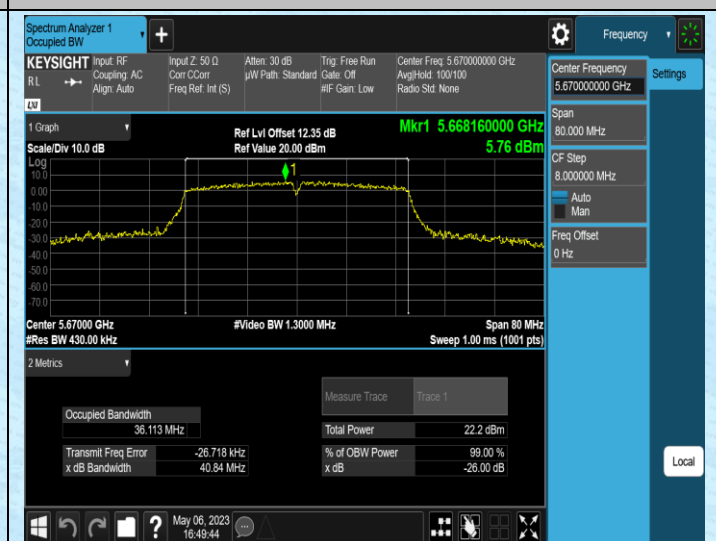 Spectrum Analyzer 1
Occupied BW
Frequency
KEYSIGHT
RL
LXI
Input: RF
Coupling: AC
Align: Auto
Input Z: 50 Ω
Corr CCorr
Freq Ref: Int (S)
Atten: 30 dB
µW Path: Standard
Trig: Free Run
Gate: Off
#IF Gain: Low
Center Freq: 5.670000000 GHz
Avg|Hold: 100/100
Radio Std: None
Center Frequency
5.670000000 GHz
Settings
Span
80.000 MHz
CF Step
8.000000 MHz
Auto
Man
Freq Offset
0 Hz
1 Graph
Scale/Div 10.0 dB
Ref Lvl Offset 12.35 dB
Ref Value 20.00 dBm
Mkr1 5.668160000 GHz
5.76 dBm
Log
10.0
0.00
-10.0
-20.0
-30.0
-40.0
-50.0
-60.0
-70.0
1
Center 5.67000 GHz
#Res BW 430.00 kHz
#Video BW 1.3000 MHz
Span 80 MHz
Sweep 1.00 ms (1001 pts)
2 Metrics
Measure Trace Trace 1
Occupied Bandwidth
36.113 MHz
Total Power 22.2 dBm
Transmit Freq Error -26.718 kHz
% of OBW Power 99.00 %
x dB Bandwidth 40.84 MHz
x dB -26.00 dB
Local
May 06, 2023
16:49:44